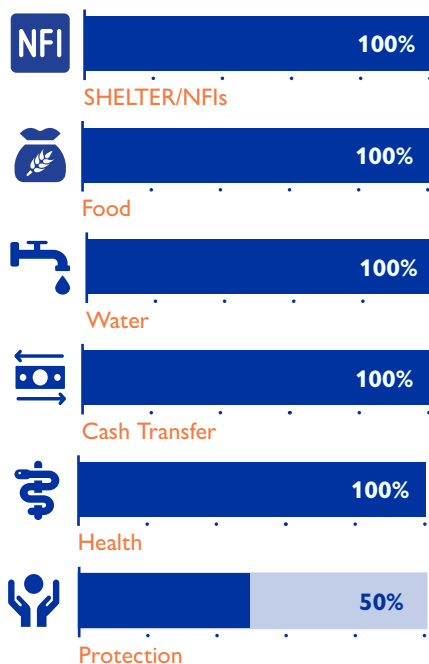 NFI
100%
SHELTER/NFIs
100%
Food
100%
Water
100%
Cash Transfer
100%
Health
50%
Protection